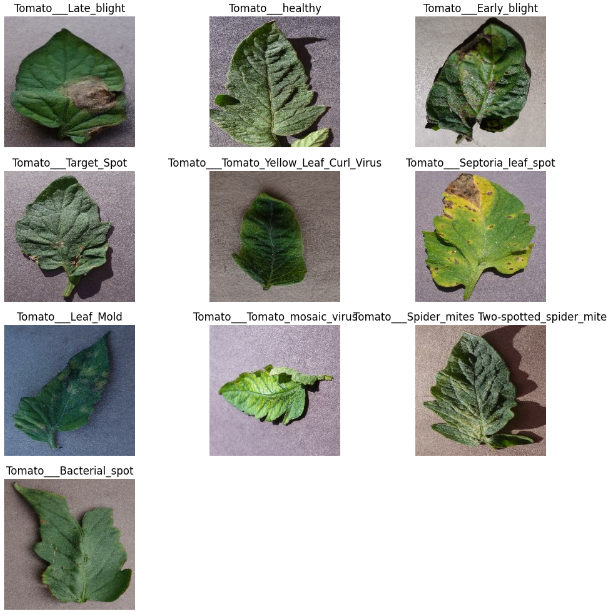 Tomato___Late_blight
Tomato___healthy
Tomato___Early_blight
Tomato___Target_Spot
Tomato___Tomato_Yellow_Leaf_Curl_Virus
Tomato___Septoria_leaf_spot
Tomato___Leaf_Mold
Tomato___Tomato_mosaic_virus
Tomato___Spider_mites Two-spotted_spider_mite
Tomato___Bacterial_spot